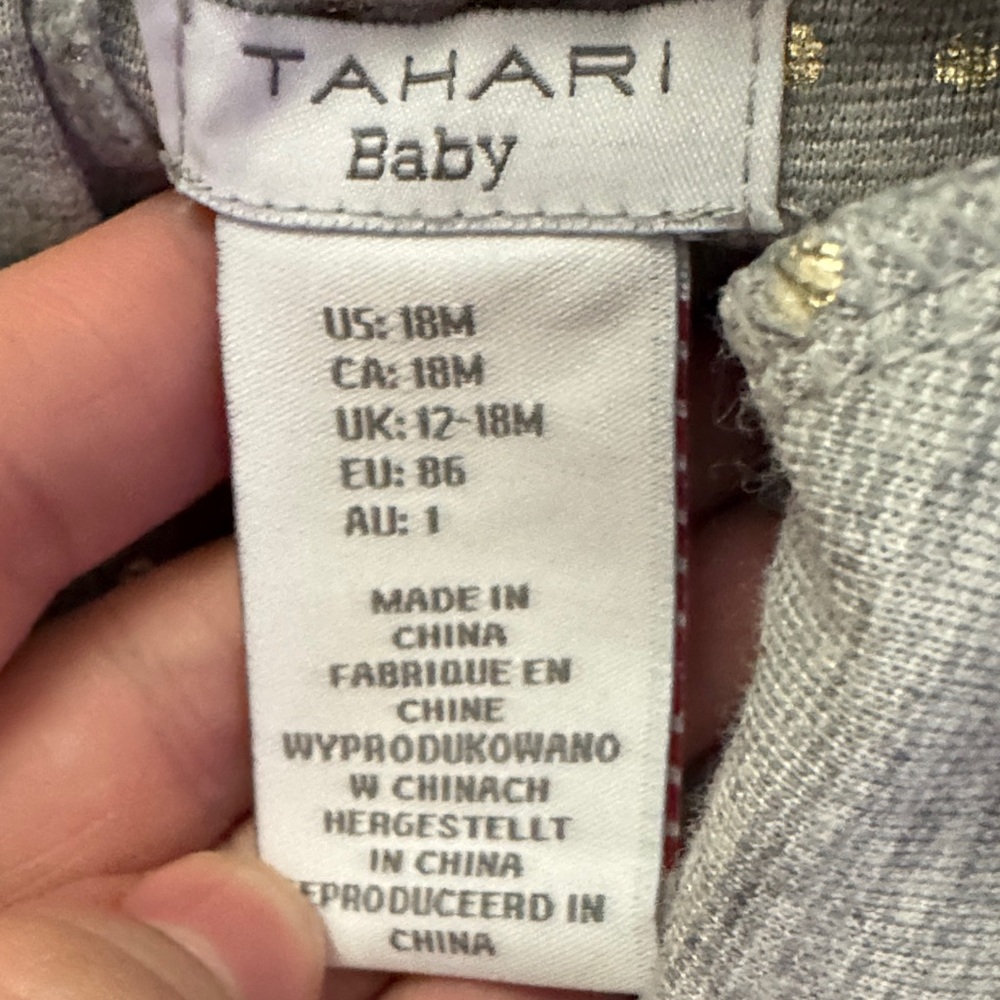 TAHARI
Baby
US: 18M
CA: 18M
UK: 12-18M
EU: 86
AU: 1
MADE IN
CHINA
FABRIQUE EN
CHINE
WYPRODUKOWANO
W CHINACH
HERGESTELLT
IN CHINA
EPRODUCEERD IN
CHINA